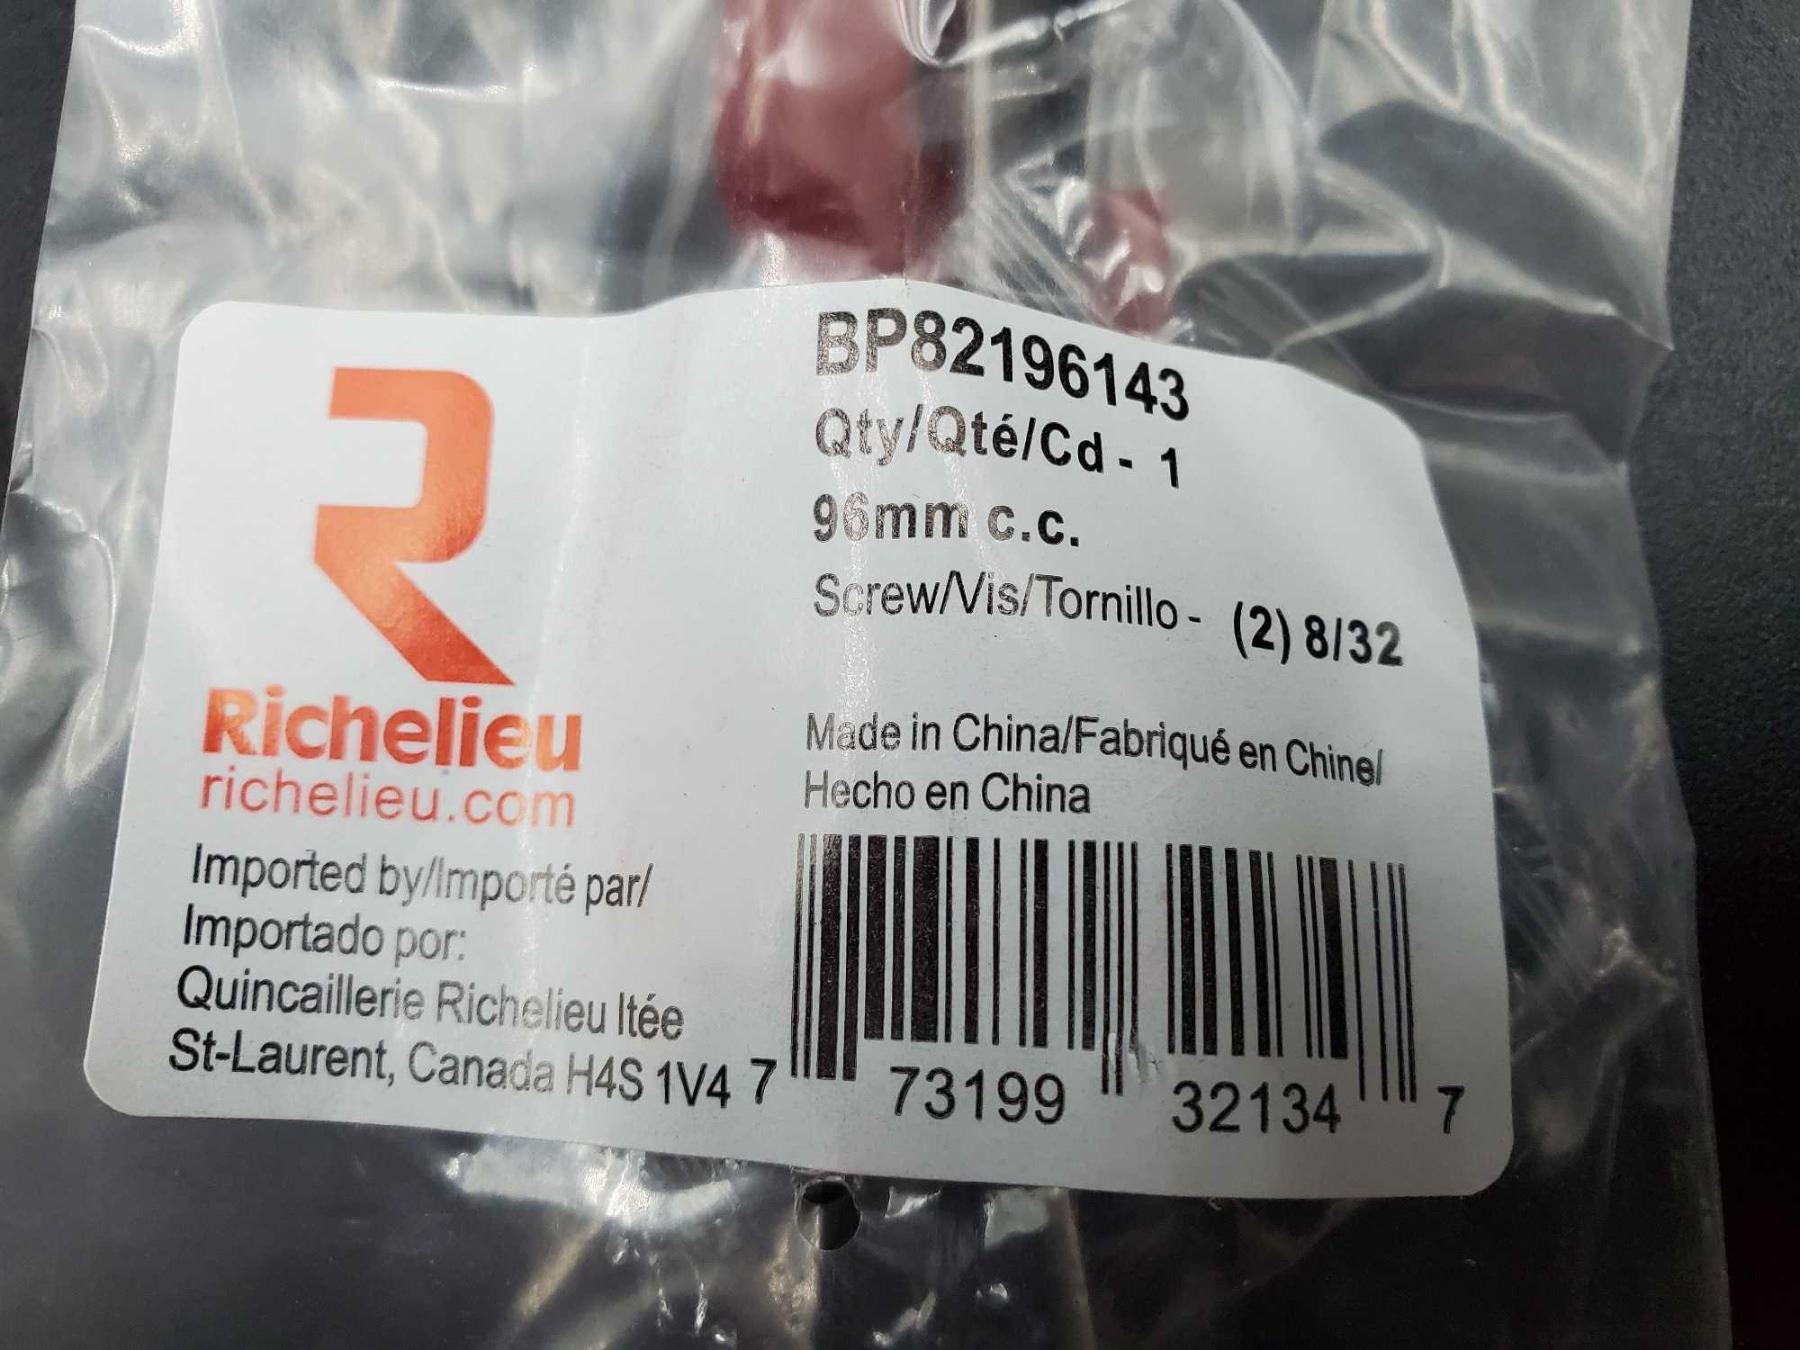 BP82196143
Qty/Qté/Cd - 1
96mm c.c.
Screw/Vis/Tornillo - (2) 8/32
Made in China/Fabriqué en Chine/
Hecho en China
R
Richelieu
richelieu.com
Imported by/Importé par/
Importado por:
Quincaillerie Richelieu ltée
St-Laurent, Canada H4S 1V4
7 73199 32134 7